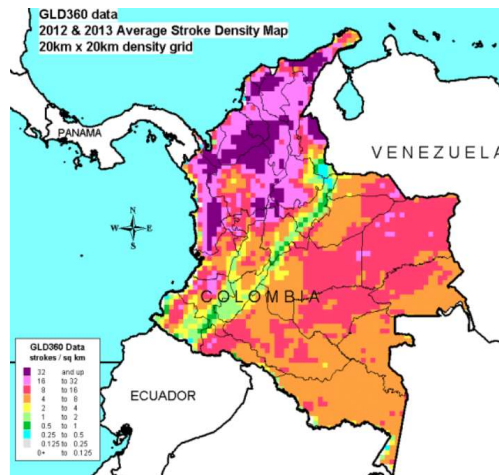 GLD360 data
2012 & 2013 Average Stroke Density Map
20km x 20km density grid
PANAMA
VENEZUELA
N
W E
S
COLOMBIA
ECUADOR
GLD360 Data
strokes / sq km
32 and up
16 to 32
8 to 16
4 to 8
2 to 4
1 to 2
0.5 to 1
0.25 to 0.5
0.125 to 0.25
0+ to 0.125